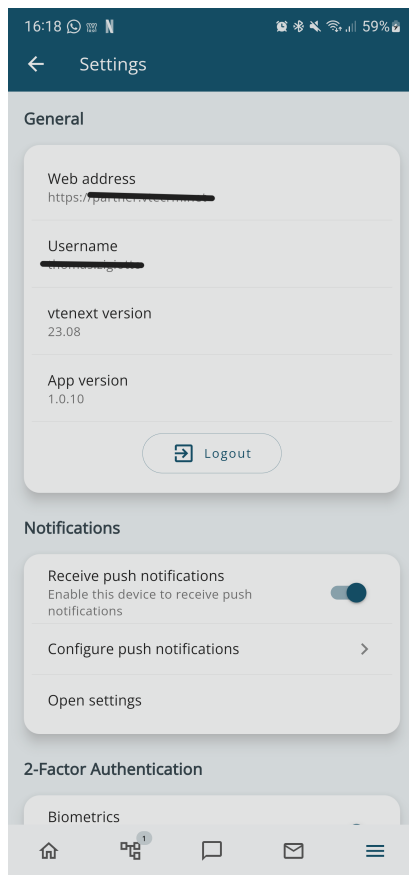 16:18 59%
Settings
General
Web address
https://
Username
vtenext version
23.08
App version
1.0.10
Logout
Notifications
Receive push notifications
Enable this device to receive push
notifications
Configure push notifications
Open settings
2-Factor Authentication
Biometrics
1